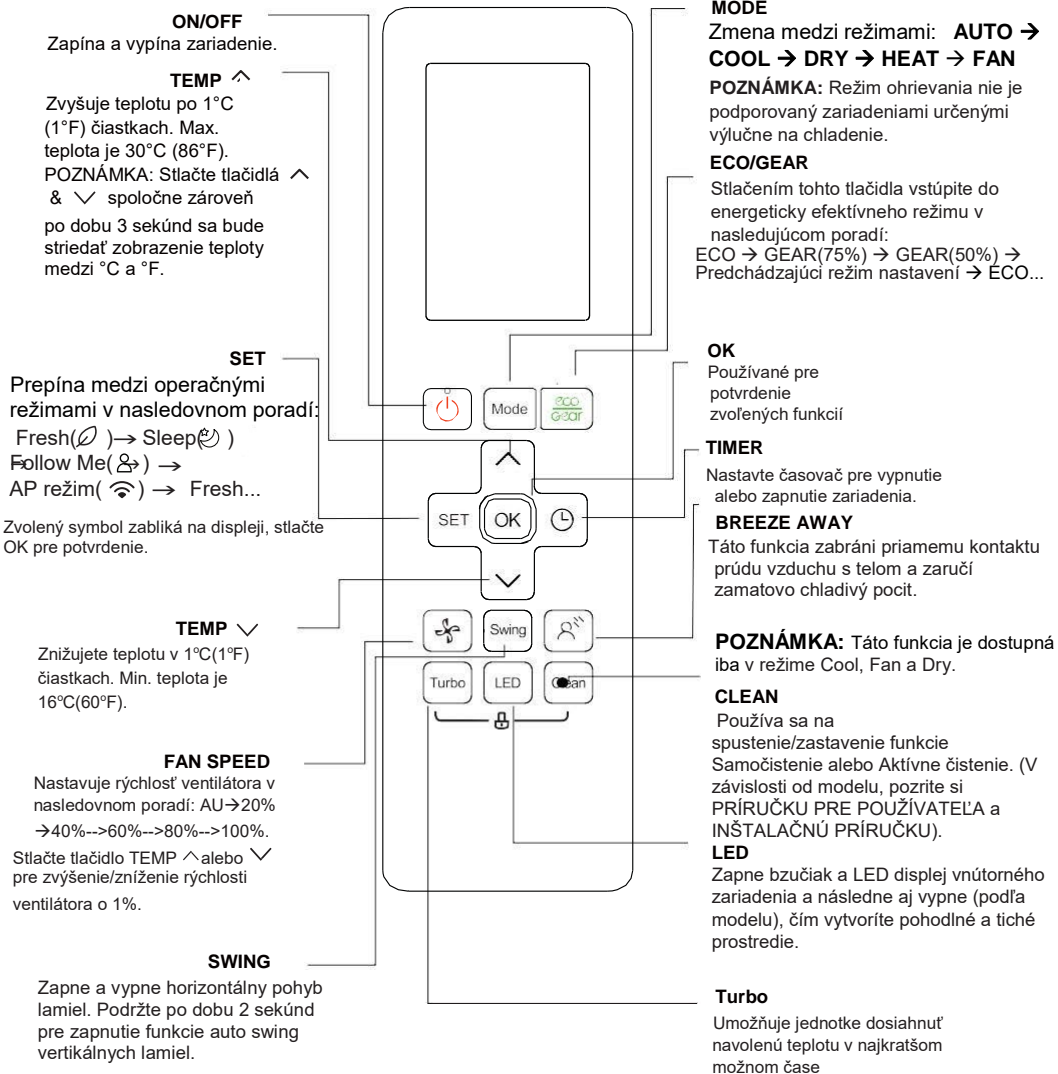 ON/OFF
Zapína a vypína zariadenie.
TEMP ^
Zvyšuje teplotu po 1°C
(1°F) čiastkach. Max.
teplota je 30°C (86°F).
POZNÁMKA: Stlačte tlačidlá ∧
& ∨ spoločne zároveň
po dobu 3 sekúnd sa bude
striedať zobrazenie teploty
medzi °C a °F.
SET
Prepína medzi operačnými
režimami v nasledovnom poradí:
Fresh( )→ Sleep( )
→
Follow Me( ) →
AP režim( ) → Fresh...
Zvolený symbol zabliká na displeji, stlačte
OK pre potvrdenie.
TEMP ∨
Znižujete teplotu v 1°C(1°F)
čiastkach. Min. teplota je
16°C(60°F).
FAN SPEED
Nastavuje rýchlosť ventilátora v
nasledovnom poradí: AU→20%
→40%-->60%-->80%-->100%.
Stlačte tlačidlo TEMP ∧alebo ∨
pre zvýšenie/zníženie rýchlosti
ventilátora o 1%.
SWING
Zapne a vypne horizontálny pohyb
lamiel. Podržte po dobu 2 sekúnd
pre zapnutie funkcie auto swing
vertikálnych lamiel.
Mode
eco
gear
SET
OK
Swing
Turbo
LED
Clean
MODE
Zmena medzi režimami: AUTO →
COOL → DRY → HEAT → FAN
POZNÁMKA: Režim ohrievania nie je
podporovaný zariadeniami určenými
výlučne na chladenie.
ECO/GEAR
Stlačením tohto tlačidla vstúpite do
energeticky efektívneho režimu v
nasledujúcom poradí:
ECO → GEAR(75%) → GEAR(50%) →
Predchádzajúci režim nastavení → ECO...
OK
Používané pre
potvrdenie
zvoľených funkcií
TIMER
Nastavte časovač pre vypnutie
alebo zapnutie zariadenia.
BREEZE AWAY
Táto funkcia zabráni priamemu kontaktu
prúdu vzduchu s telom a zaručí
zamatovo chladivý pocit.
POZNÁMKA: Táto funkcia je dostupná
iba v režime Cool, Fan a Dry.
CLEAN
Používa sa na
spustenie/zastavenie funkcie
Samočistenie alebo Aktívne čistenie. (V
závislosti od modelu, pozrite si
PRÍRUČKU PRE POUŽÍVATEĽA a
INŠTALAČNÚ PRÍRUČKU).
LED
Zapne bzučiak a LED displej vnútorného
zariadenia a následne aj vypne (podľa
modelu), čím vytvoríte pohodlné a tiché
prostredie.
Turbo
Umožňuje jednotke dosiahnuť
navolenú teplotu v najkratšom
možnom čase